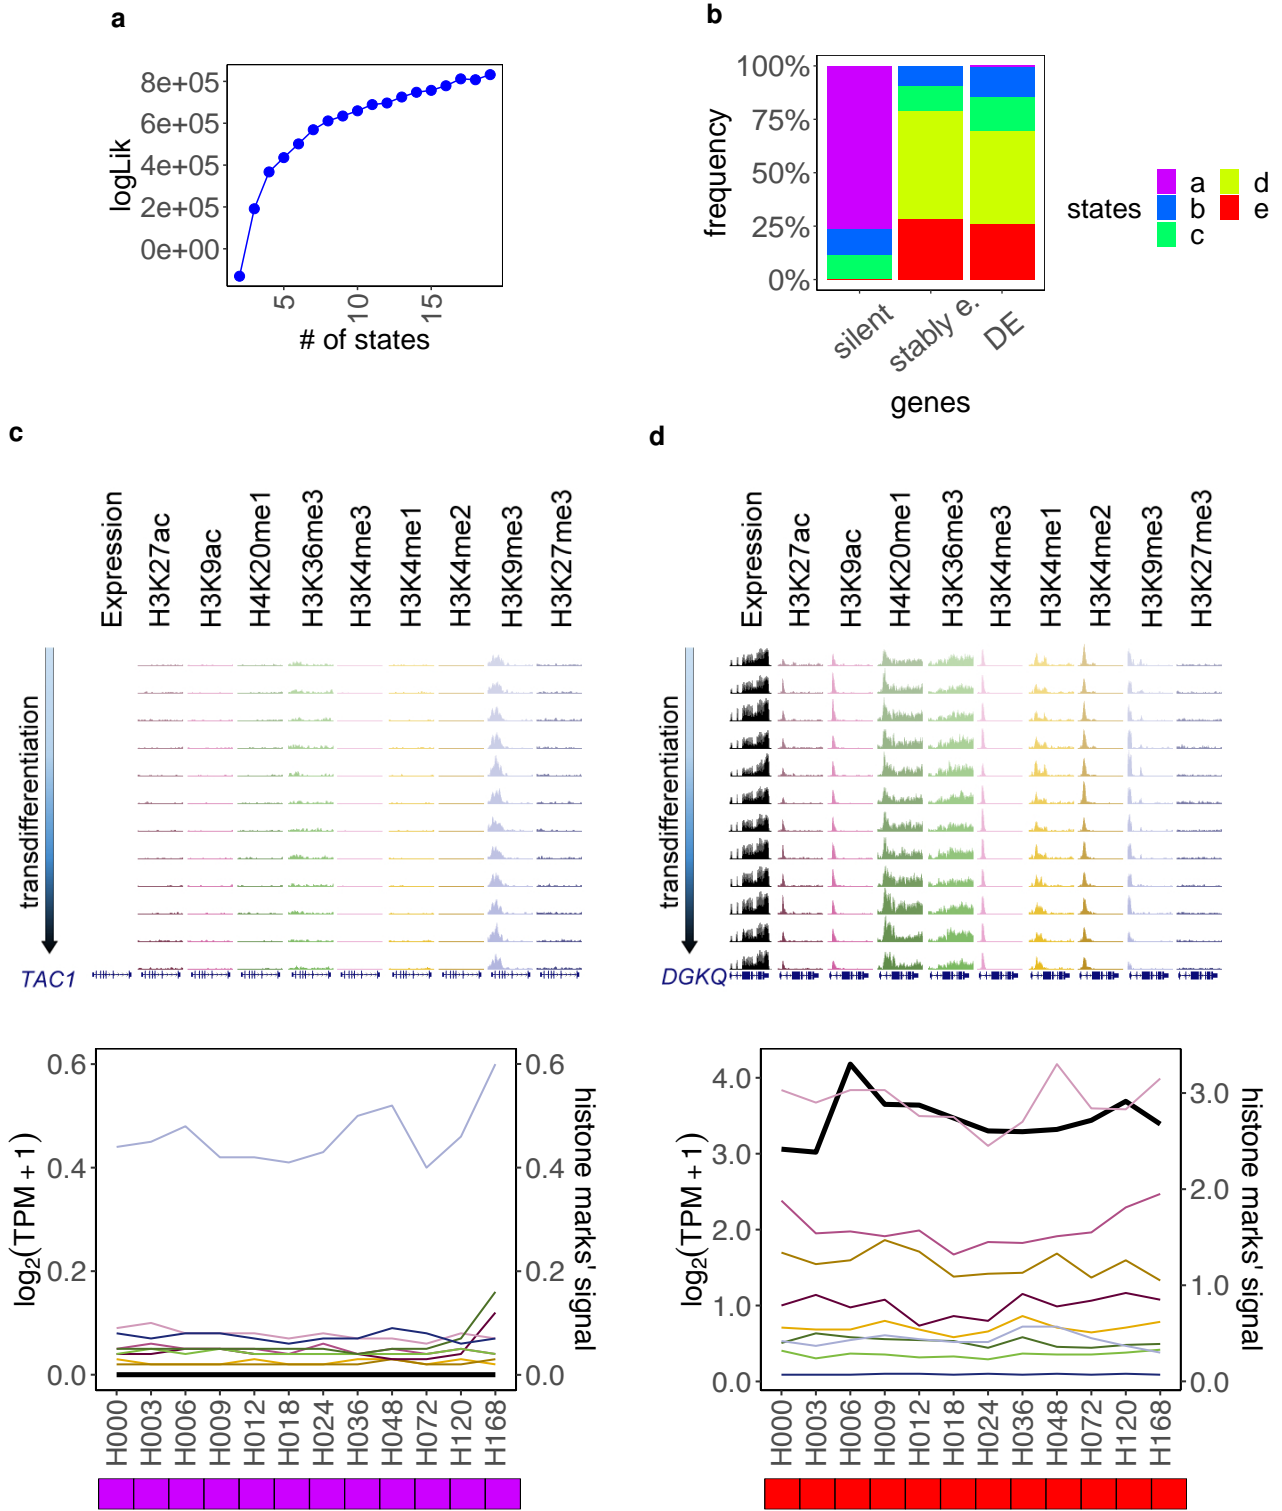 a
logLik
8e+05
6e+05
4e+05
2e+05
0e+00
5
10
15
# of states
b
frequency
100%
75%
50%
25%
0%
silent
stably e.
DE
genes
states
a
b
c
d
e
c
Expression
H3K27ac
H3K9ac
H4K20me1
H3K36me3
H3K4me3
H3K4me1
H3K4me2
H3K9me3
H3K27me3
transdifferentiation
TAC1
log2(TPM + 1)
0.6
0.4
0.2
0.0
0.6
0.4
0.2
0.0
histone marks' signal
H000
H003
H006
H009
H012
H018
H024
H036
H048
H072
H120
H168
d
Expression
H3K27ac
H3K9ac
H4K20me1
H3K36me3
H3K4me3
H3K4me1
H3K4me2
H3K9me3
H3K27me3
transdifferentiation
DGKQ
log2(TPM + 1)
4.0
3.0
2.0
1.0
0.0
3.0
2.0
1.0
0.0
histone marks' signal
H000
H003
H006
H009
H012
H018
H024
H036
H048
H072
H120
H168